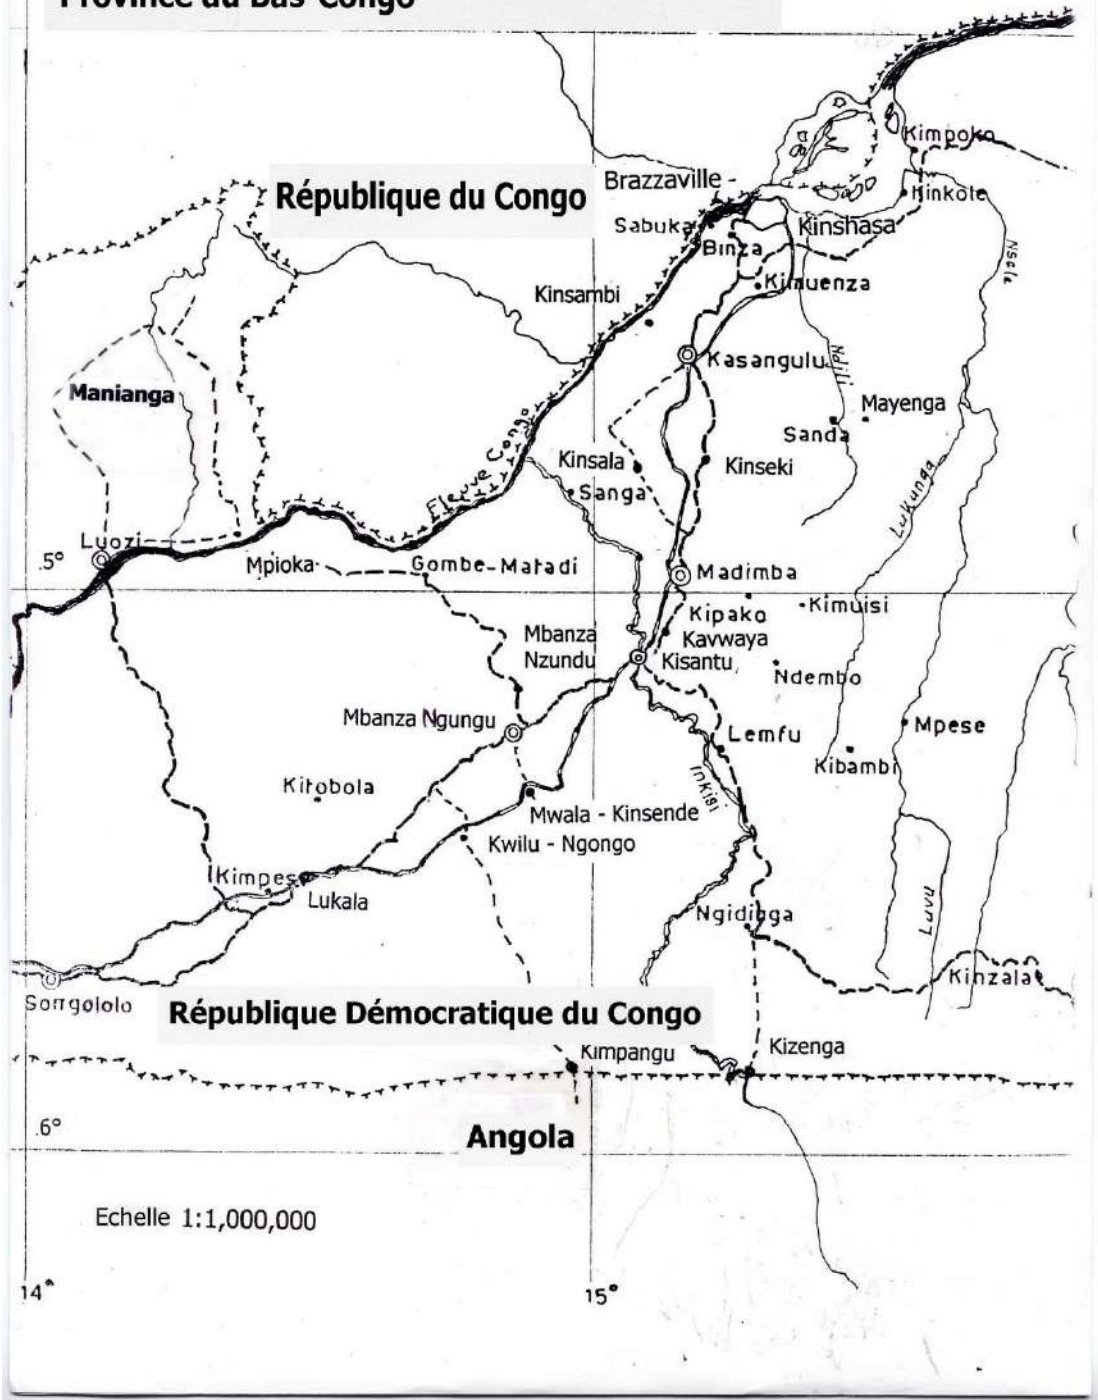 Province du Bas-Congo
Kimpoko
République du Congo
Brazzaville
Kinkole
Sabuka
Kinshasa
Binza
Nsele
Kinsambi
Kimuenza
Kasangulu
Ndjili
Manianga
Mayenga
Sanda
Fleuve Congo
Kinsala
Kinseki
Sanga
Lukunga
Luozi
.5°
Mpioka
Gombe-Matadi
Madimba
Kipako
Kimuisi
Mbanza
Nzundu
Kavwaya
Kisantu
Ndembo
Mbanza Ngungu
Lemfu
Mpese
Kibambi
Inkisi
Kitobola
Mwala - Kinsende
Kwilu - Ngongo
Kimpese
Lukala
Ngidinga
Luvu
Kinzala
Songololo
République Démocratique du Congo
Kimpangu
Kizenga
.6°
Angola
Echelle 1:1,000,000
14°
15°